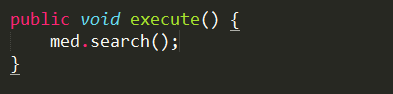 public void execute() {
    med.search();
}